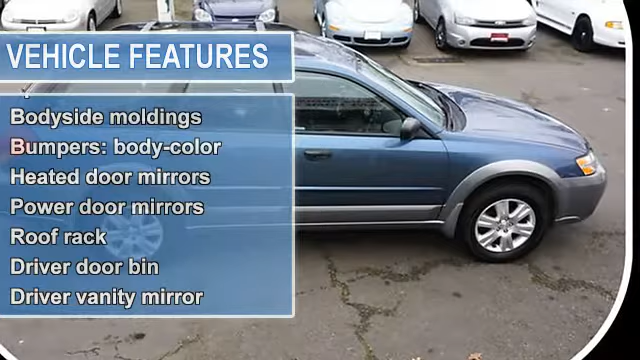 VEHICLE FEATURES
Bodyside moldings
Bumpers: body-color
Heated door mirrors
Power door mirrors
Roof rack
Driver door bin
Driver vanity mirror